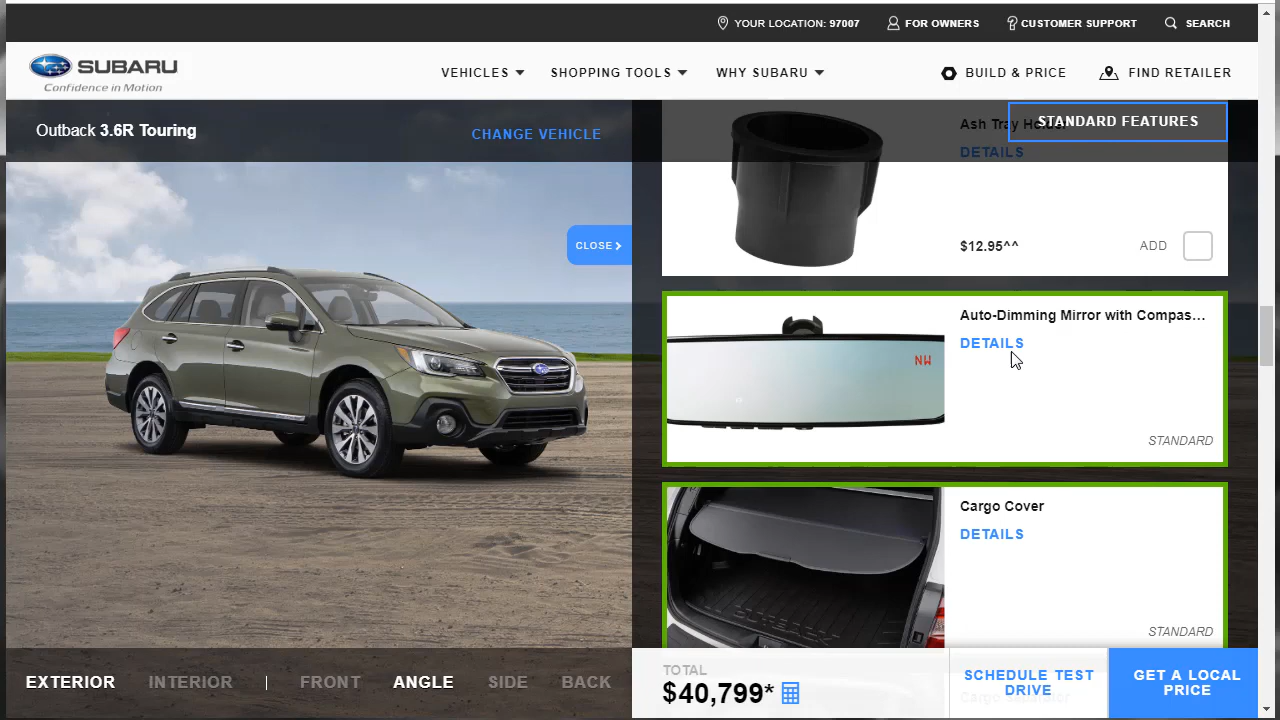 YOUR LOCATION: 97007
FOR OWNERS
CUSTOMER SUPPORT
SEARCH
SUBARU
Confidence in Motion
VEHICLES
SHOPPING TOOLS
WHY SUBARU
BUILD & PRICE
FIND RETAILER
Outback 3.6R Touring
CHANGE VEHICLE
CLOSE
STANDARD FEATURES
Ash Tray Holder
DETAILS
$12.95^^
ADD
NW
Auto-Dimming Mirror with Compas...
DETAILS
STANDARD
Cargo Cover
DETAILS
STANDARD
EXTERIOR
INTERIOR
FRONT
ANGLE
SIDE
BACK
TOTAL
$40,799*
SCHEDULE TEST
DRIVE
GET A LOCAL
PRICE